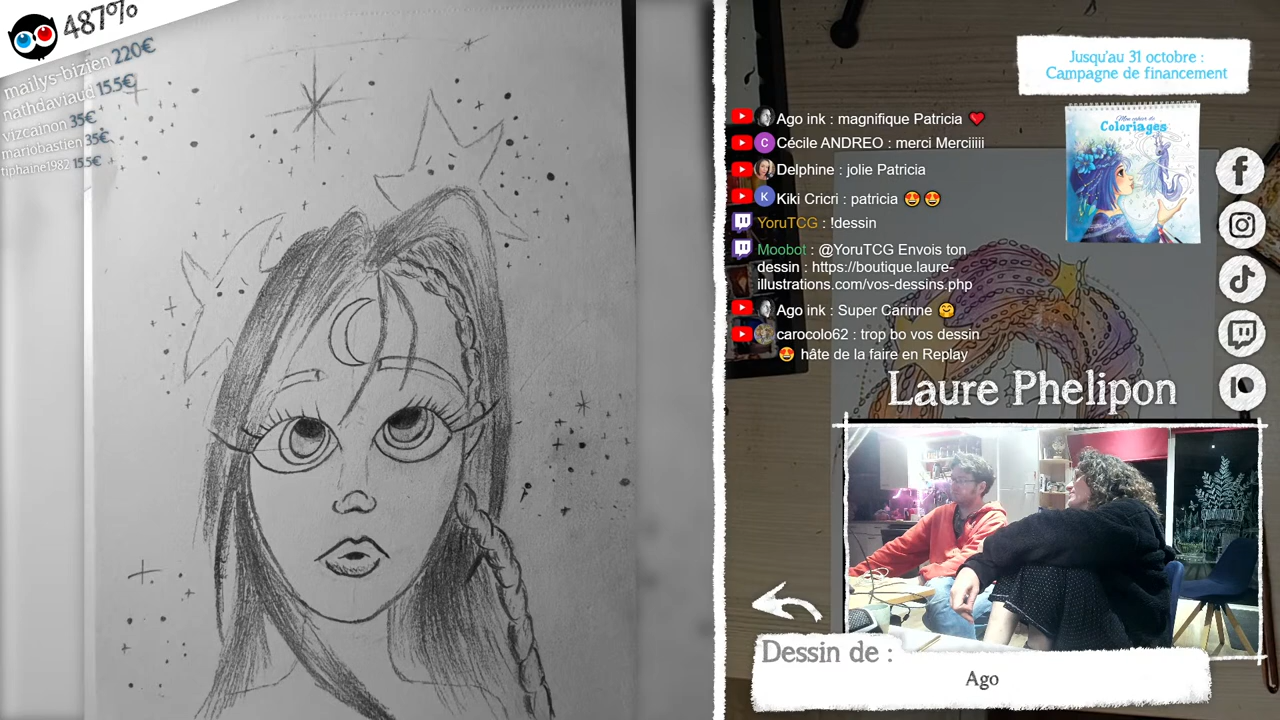 487%
mailys-bizien 220€
nathdaviaud 155€
vizcainon 35€
mariobastien 35€
tiphaine1982 155€
Jusqu'au 31 octobre :
Campagne de financement
Mon cahier de
Coloriages
Ago ink : magnifique Patricia ❤️
C Cécile ANDREO : merci Merciiiii
Delphine : jolie Patricia
K Kiki Cricri : patricia 😍 😍
YoruTCG : !dessin
Moobot : @YoruTCG Envois ton
dessin : https://boutique.laure-
illustrations.com/vos-dessins.php
Ago ink : Super Carinne 🤗
carocolo62 : trop bo vos dessin
😍 hâte de la faire en Replay
Laure Phelipon
Dessin de :
Ago